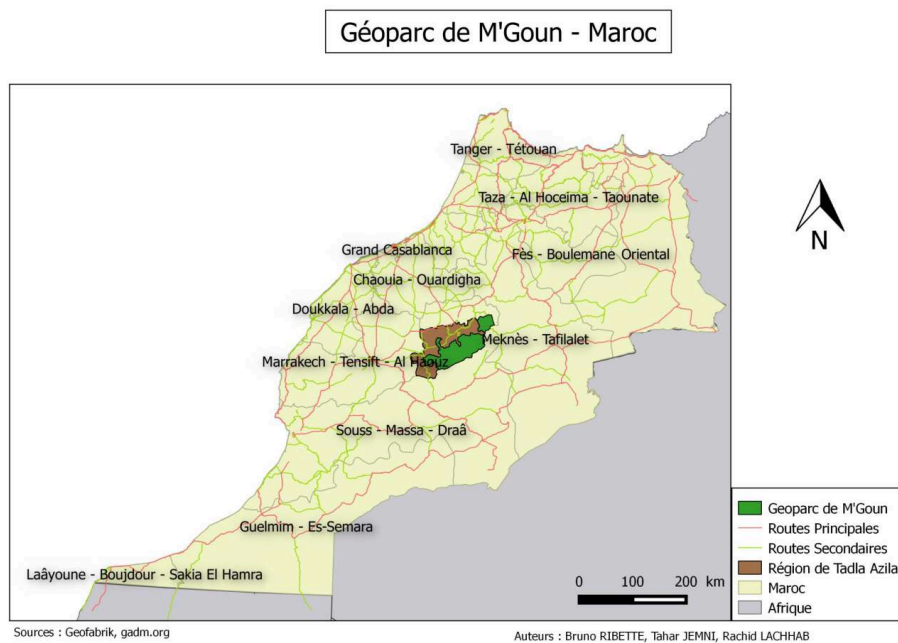 Géoparc de M'Goun - Maroc
Tanger - Tétouan
Taza - Al Hoceima - Taounate
Grand Casablanca
Fès - Boulemane Oriental
Chaouia - Ouardigha
Doukkala - Abda
Meknès - Tafilalet
Marrakech - Tensift - Al Haouz
Souss - Massa - Draâ
Guelmim - Es-Semara
Laâyoune - Boujdour - Sakia El Hamra
N
Geoparc de M'Goun
Routes Principales
Routes Secondaires
Région de Tadla Azila
Maroc
Afrique
0 100 200 km
Sources : Geofabrik, gadm.org
Auteurs : Bruno RIBETTE, Tahar JEMNI, Rachid LACHHAB